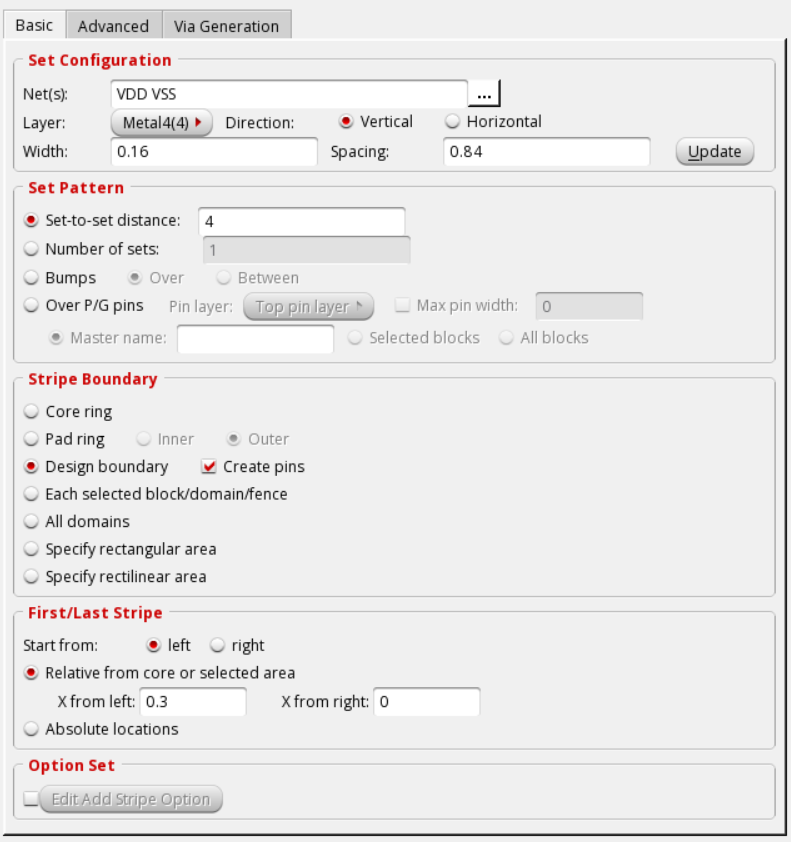 Basic Advanced Via Generation
Set Configuration
Net(s): VDD VSS ...
Layer: Metal4(4) Direction: Vertical Horizontal
Width: 0.16 Spacing: 0.84 Update
Set Pattern
Set-to-set distance: 4
Number of sets: 1
Bumps Over Between
Over P/G pins Pin layer: Top pin layer Max pin width: 0
Master name: Selected blocks All blocks
Stripe Boundary
Core ring
Pad ring Inner Outer
Design boundary Create pins
Each selected block/domain/fence
All domains
Specify rectangular area
Specify rectilinear area
First/Last Stripe
Start from: left right
Relative from core or selected area
X from left: 0.3 X from right: 0
Absolute locations
Option Set
Edit Add Stripe Option